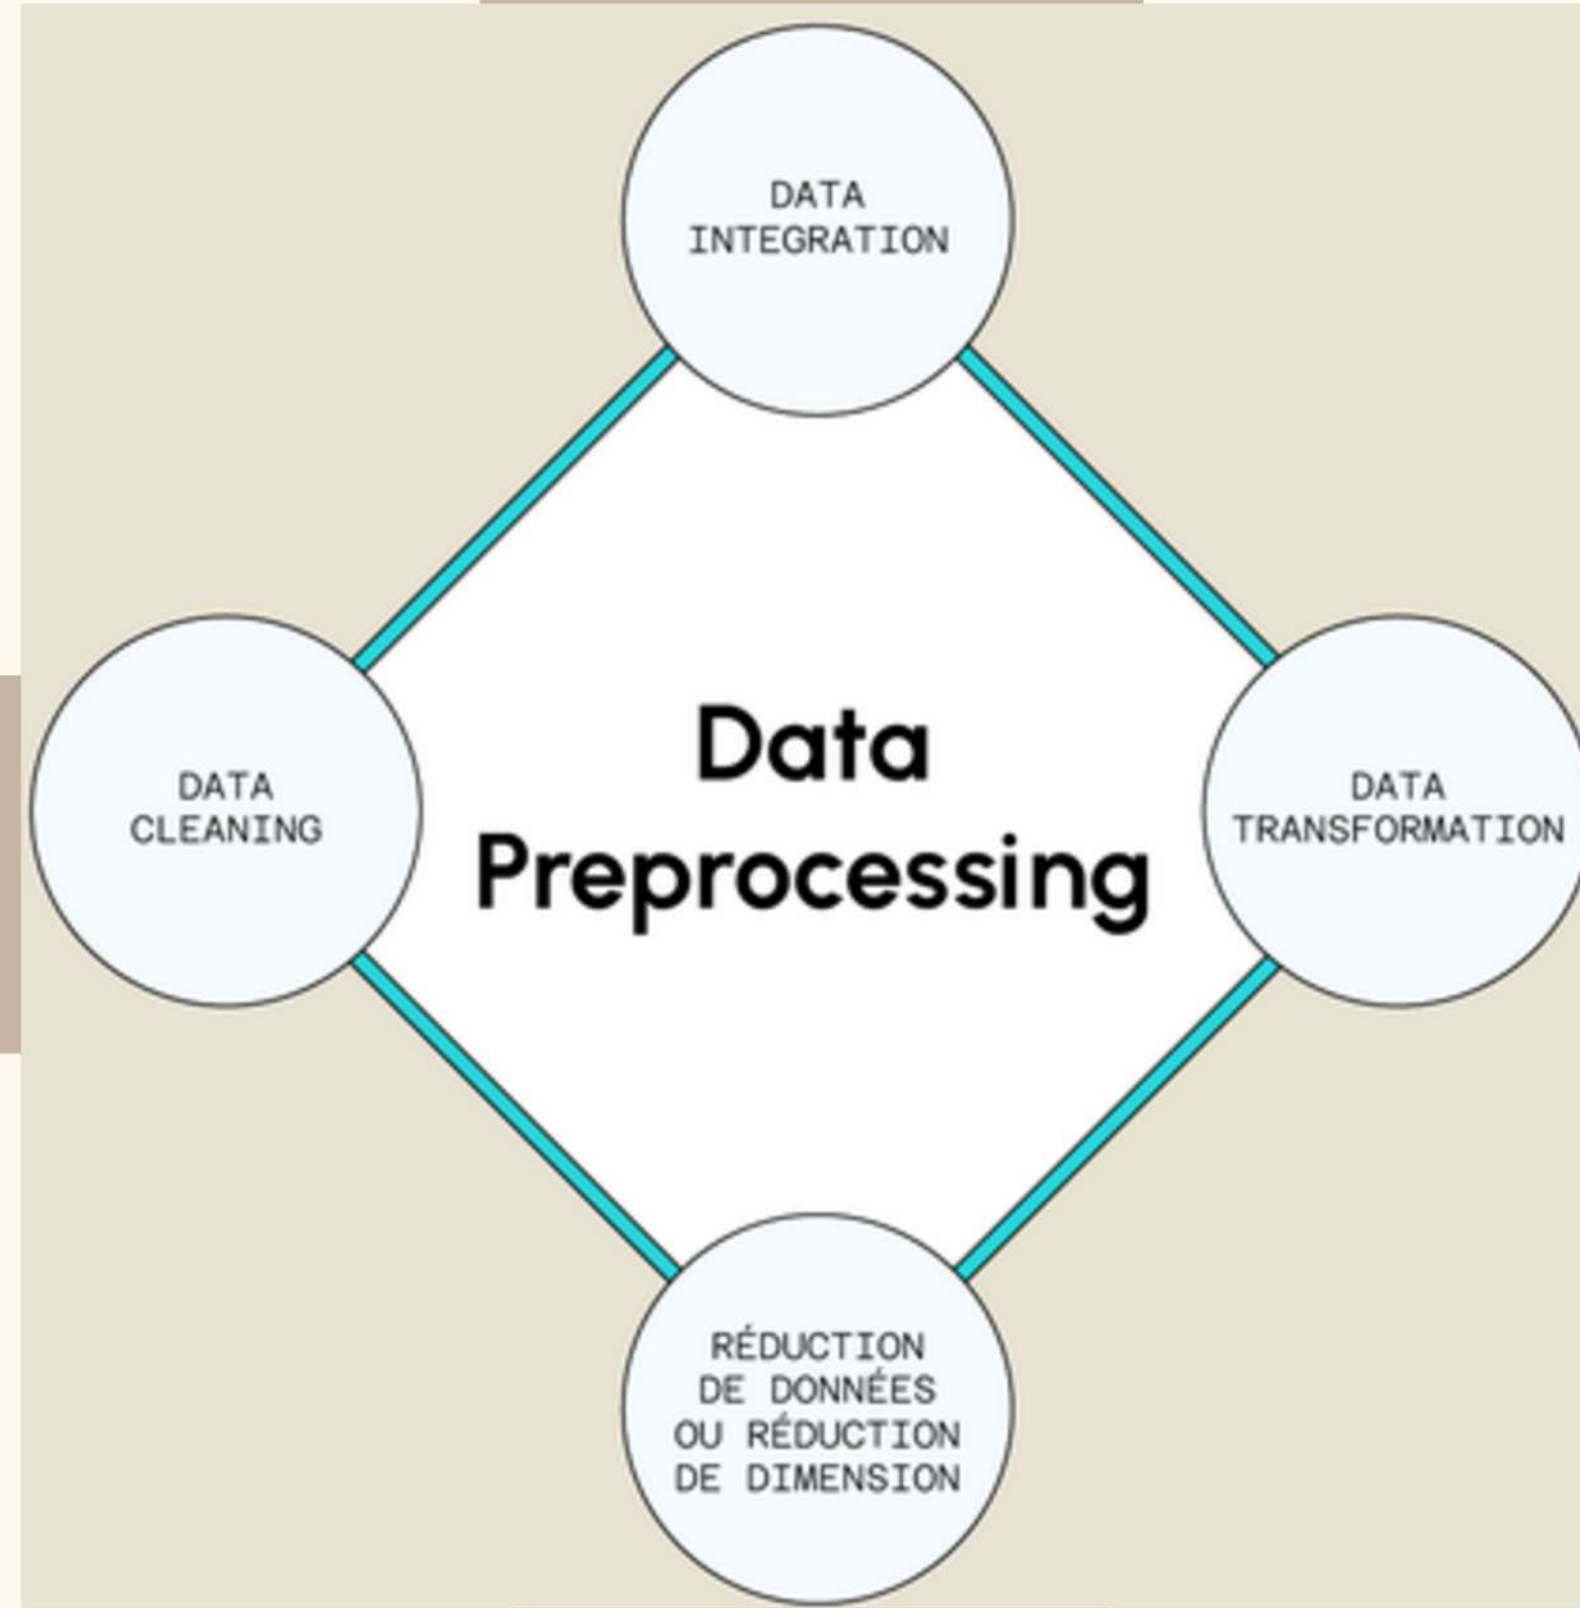 DATA
INTEGRATION
DATA
CLEANING
Data
Preprocessing
DATA
TRANSFORMATION
RÉDUCTION
DE DONNÉES
OU RÉDUCTION
DE DIMENSION